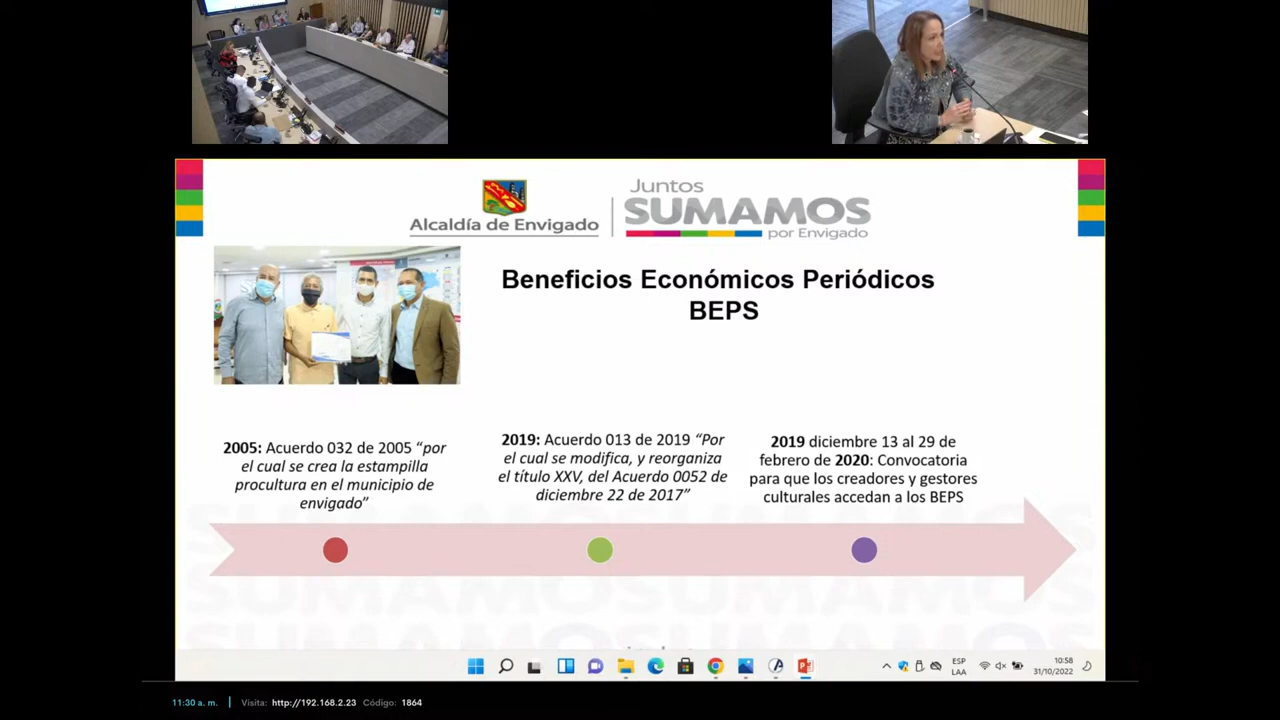 Alcaldía de Envigado
Juntos
SUMAMOS
por Envigado
Beneficios Económicos Periódicos
BEPS
2005: Acuerdo 032 de 2005 “por
el cual se crea la estampilla
procultura en el municipio de
envigado”
2019: Acuerdo 013 de 2019 “Por
el cual se modifica, y reorganiza
el título XXV, del Acuerdo 0052 de
diciembre 22 de 2017”
2019 diciembre 13 al 29 de
febrero de 2020: Convocatoria
para que los creadores y gestores
culturales accedan a los BEPS
SUMAMOSSUMAMOSSUMAMOS
SUMAMOSSUMAMOSSUMAMOS
ESP
LAA
10:58
31/10/2022
11:30 a. m. | Visita: http://192.168.2.23 Código: 1864